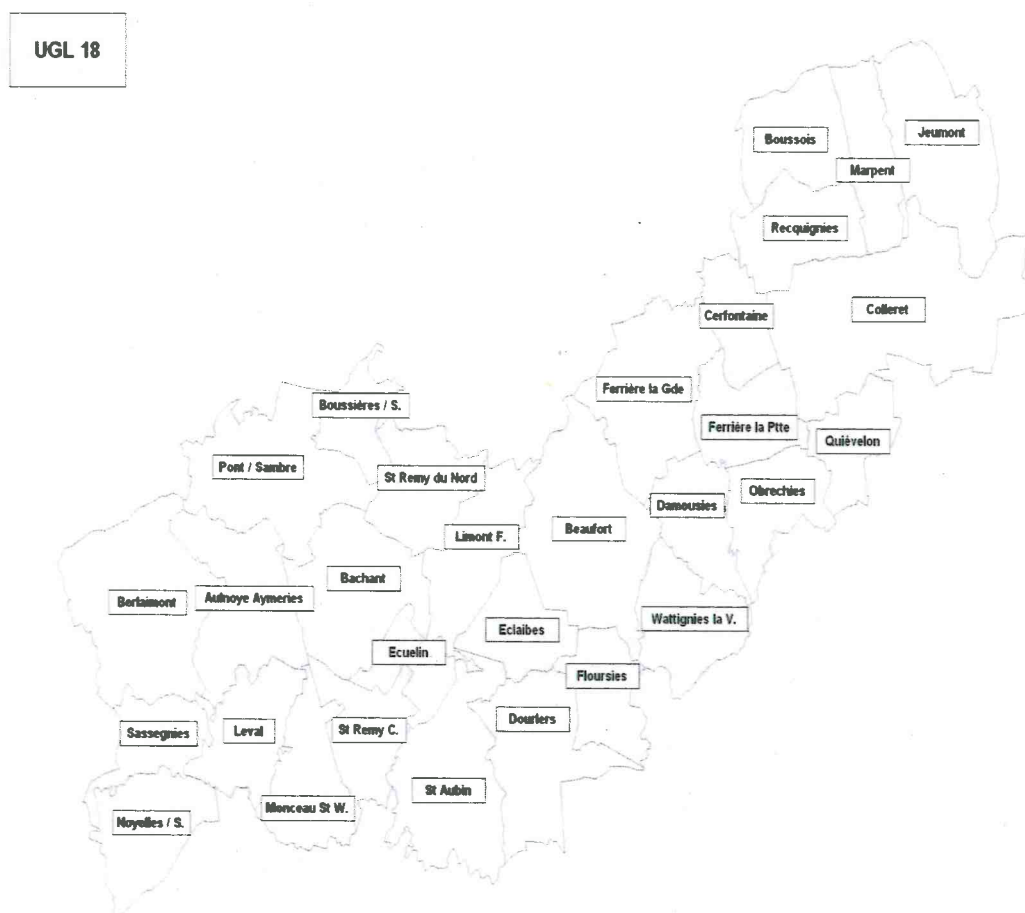 UGL 18
Boussois
Jeumont
Marpent
Recquignies
Cerfontaine
Colleret
Ferrière la Gde
Boussières / S.
Ferrière la Ptte
Quièvelon
Pont / Sambre
St Remy du Nord
Obrechies
Damousies
Limont F.
Beaufort
Bachant
Berlaimont
Aulnoye Aymeries
Eclaibes
Wattignies la V.
Ecuelin
Floursies
Dourlers
Sassegnies
Leval
St Remy C.
St Aubin
Monceau St W.
Noyelles / S.